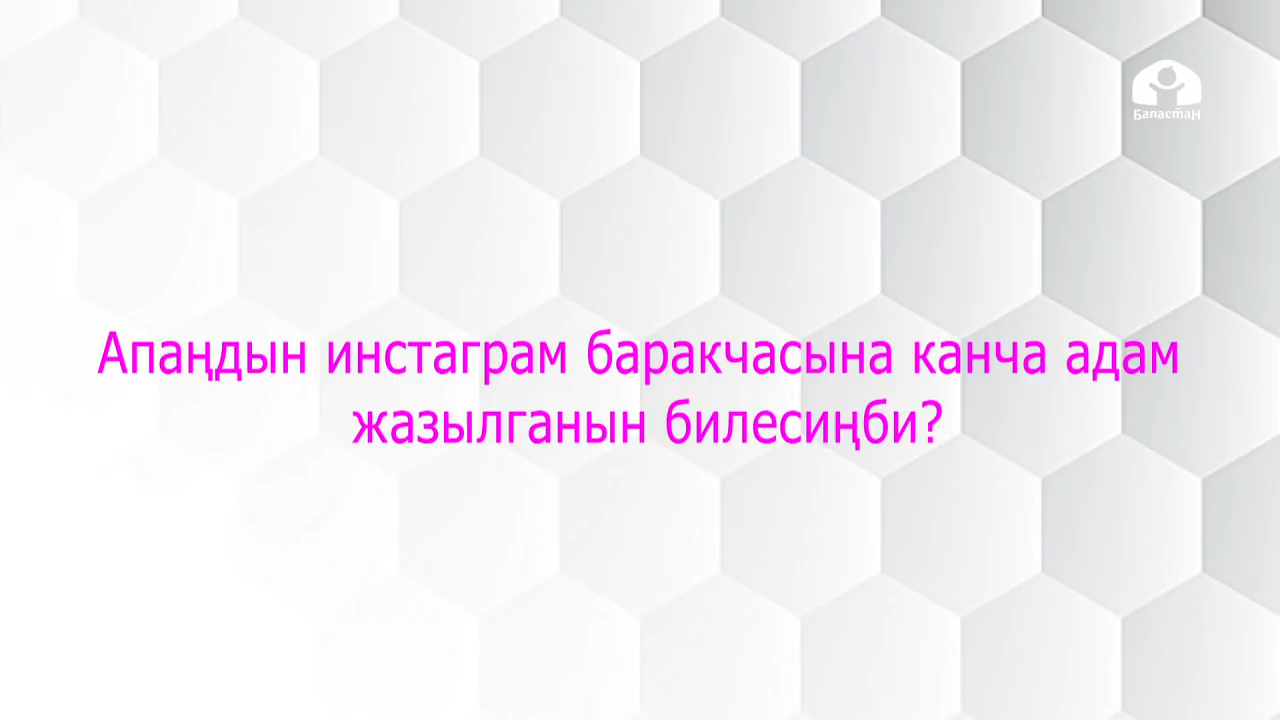 Баластан
Апаңдын инстаграм баракчасына канча адам
жазылганын билесиңби?